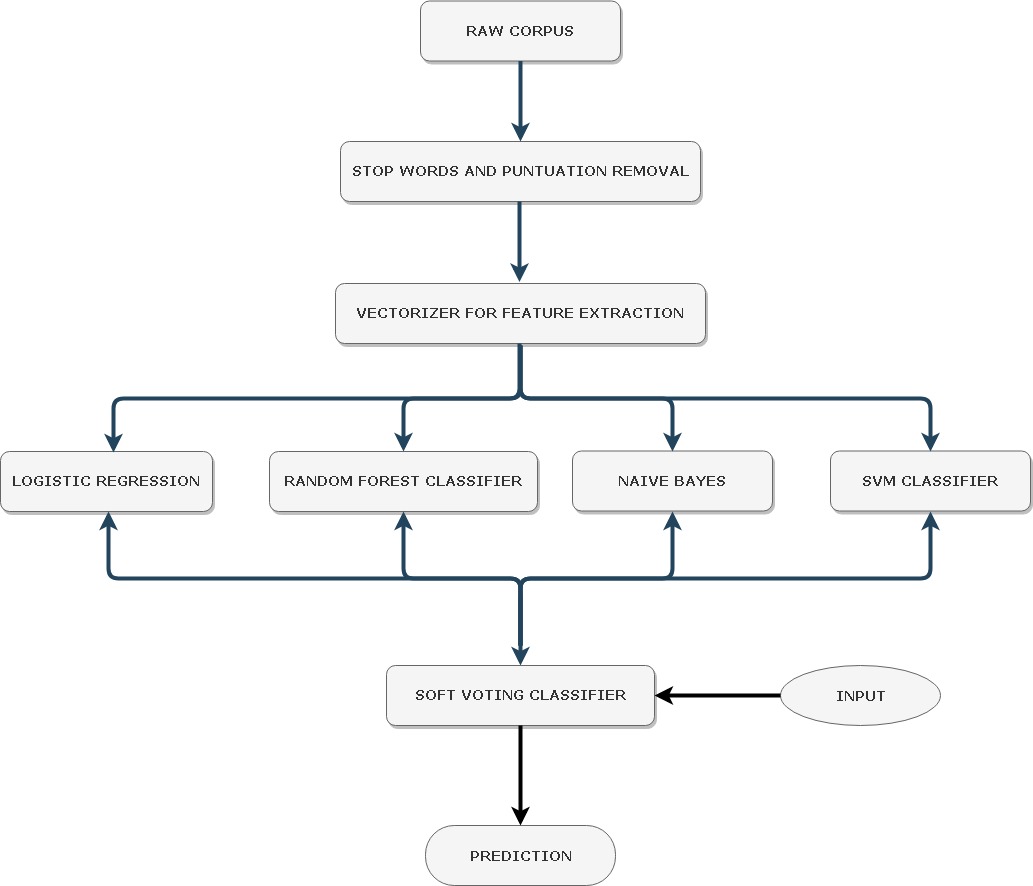 RAW CORPUS
STOP WORDS AND PUNTUATION REMOVAL
VECTORIZER FOR FEATURE EXTRACTION
LOGISTIC REGRESSION
RANDOM FOREST CLASSIFIER
NAIVE BAYES
SVM CLASSIFIER
SOFT VOTING CLASSIFIER
INPUT
PREDICTION